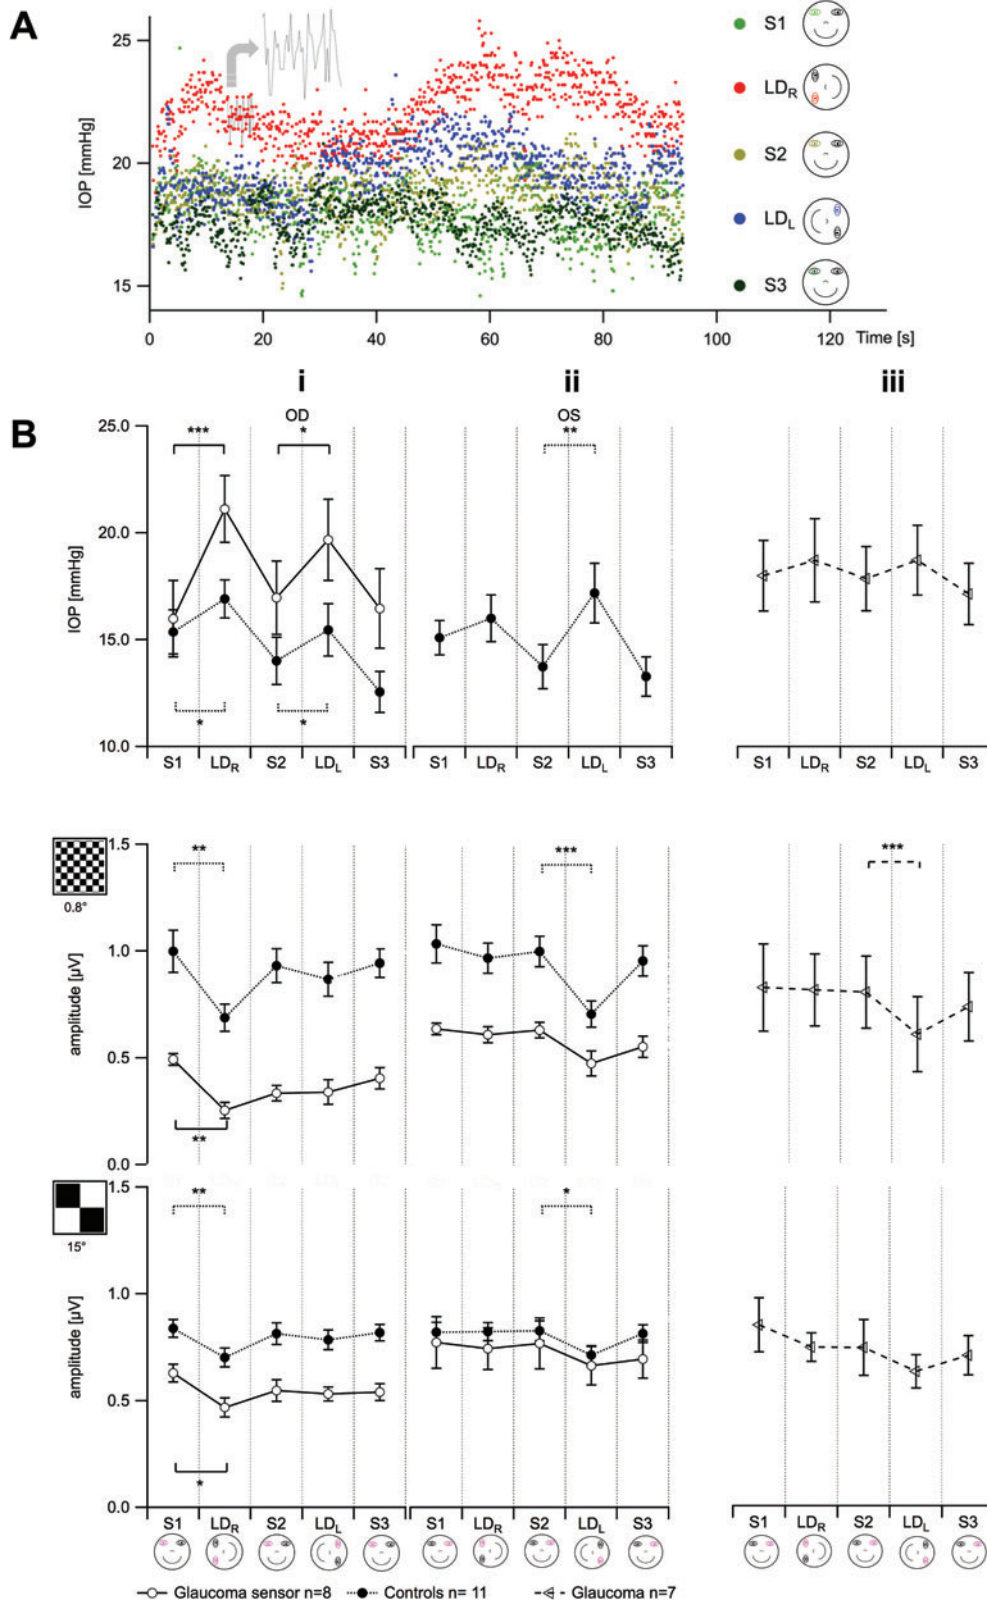 A
S1
LDR
S2
LDL
S3
IOP [mmHg]
25
20
15
0 20 40 60 80 100 120 Time [s]
i ii iii
B
OD OS
25.0
20.0
15.0
10.0
IOP [mmHg]
*** * **
* *
S1 LDR S2 LDL S3 S1 LDR S2 LDL S3 S1 LDR S2 LDL S3
0.8°
1.5
1.0
0.5
0.0
amplitude [µV]
** *** ***
**
15°
1.5
1.0
0.5
0.0
amplitude [µV]
** *
*
S1 LDR S2 LDL S3 S1 LDR S2 LDL S3 S1 LDR S2 LDL S3
Glaucoma sensor n=8 Controls n= 11 Glaucoma n=7